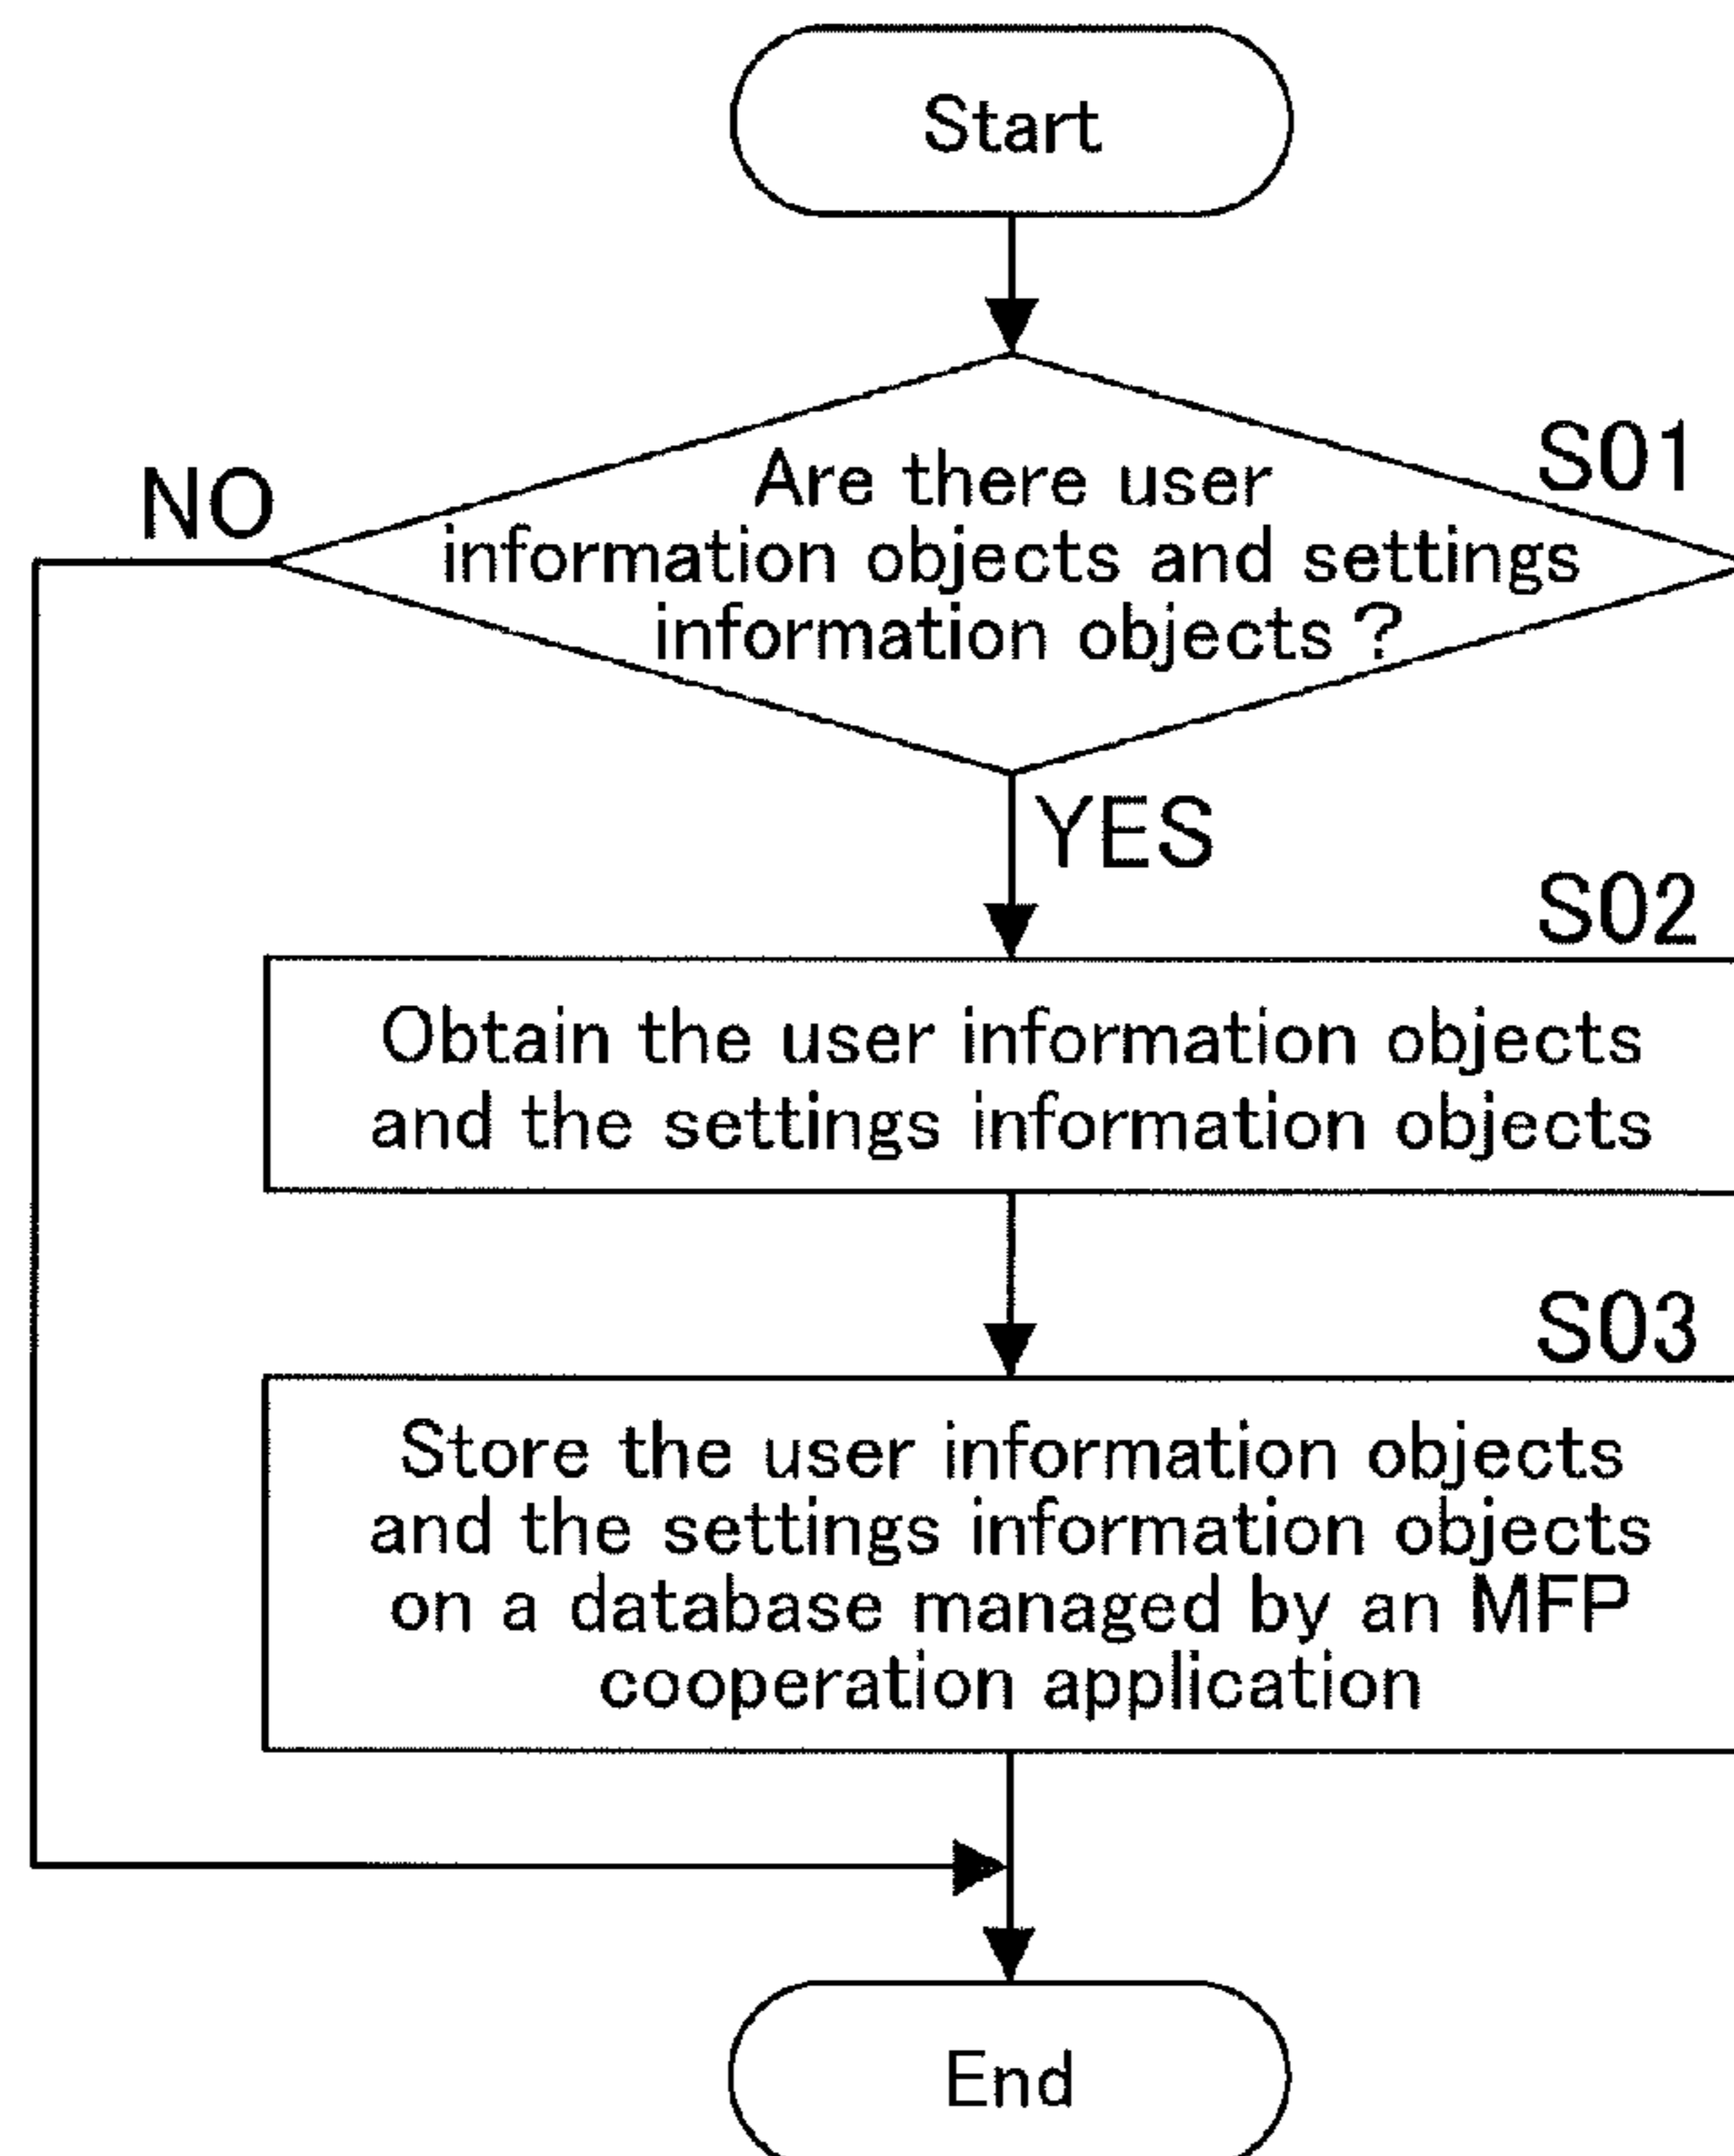 Start
S01
Are there user
information objects and settings
information objects ?
NO
YES
S02
Obtain the user information objects
and the settings information objects
S03
Store the user information objects
and the settings information objects
on a database managed by an MFP
cooperation application
End